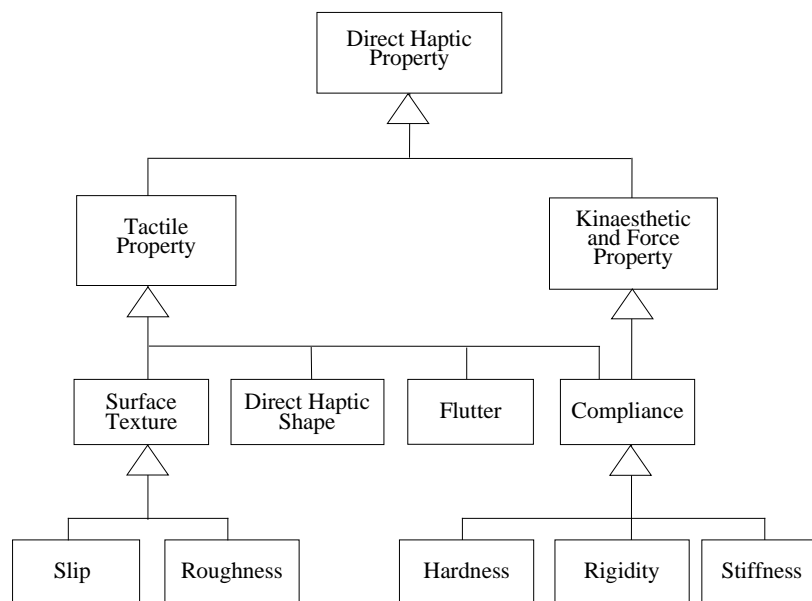 Direct Haptic
Property
Tactile
Property
Kinaesthetic
and Force
Property
Surface
Texture
Direct Haptic
Shape
Flutter
Compliance
Slip
Roughness
Hardness
Rigidity
Stiffness